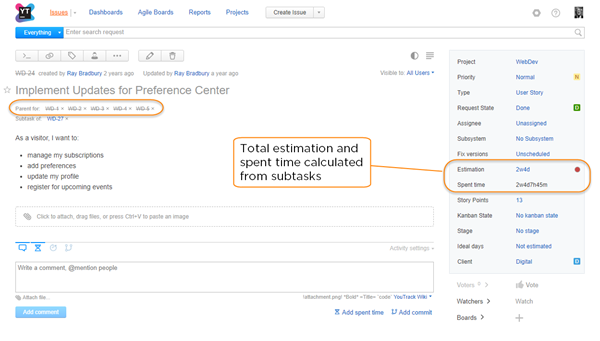 YT
Issues
Dashboards
Agile Boards
Reports
Projects
Create Issue
Everything
Enter search request
WD-24 created by Ray Bradbury 2 years ago Updated by Ray Bradbury a year ago
Visible to: All Users
Implement Updates for Preference Center
Parent for: WD-1 × WD-2 × WD-3 × WD-4 × WD-5 ×
Subtask of: WD-27 ×
As a visitor, I want to:
• manage my subscriptions
• add preferences
• update my profile
• register for upcoming events
Total estimation and
spent time calculated
from subtasks
Click to attach, drag files, or press Ctrl+V to paste an image
Activity settings
Write a comment, @mention people
Attach file...
!attachment.png! *Bold* =Title= `code` YouTrack Wiki
Add comment
Add spent time
Add commit
Project WebDev
Priority Normal N
Type User Story
Request State Done D
Assignee Unassigned
Subsystem No Subsystem
Fix versions Unscheduled
Estimation 2w4d
Spent time 2w4d7h45m
Story Points 13
Kanban State No kanban state
Stage No stage
Ideal days Not estimated
Client Digital D
Voters ? Vote
Watchers Watch
Boards